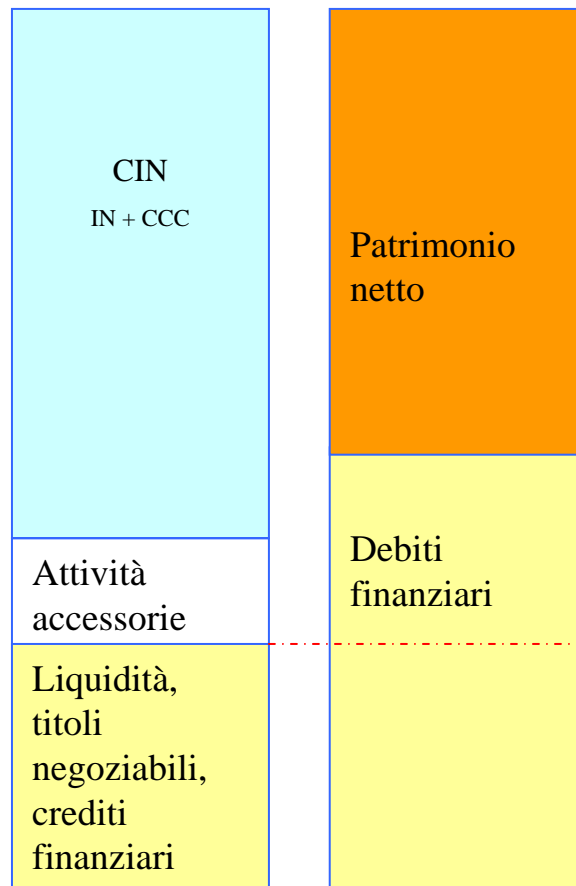 CIN
IN + CCC
Attività
accessorie
Liquidità,
titoli
negoziabili,
crediti
finanziari
Patrimonio
netto
Debiti
finanziari